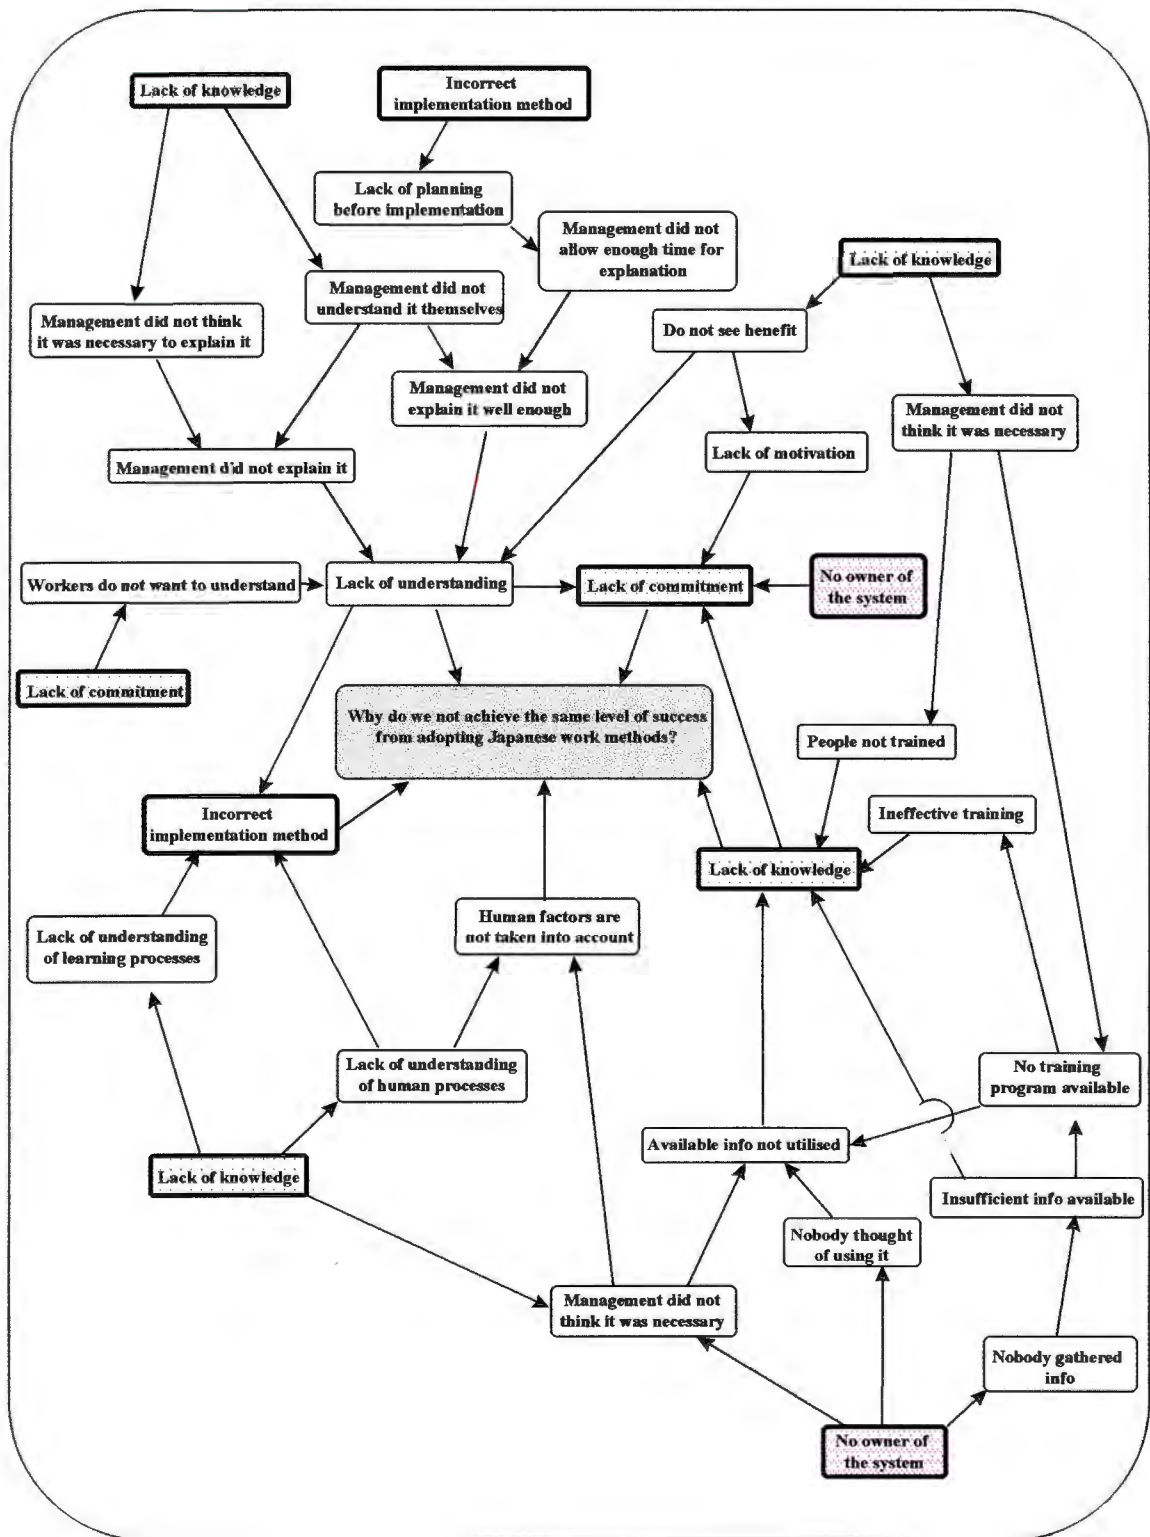 Lack of knowledge
Incorrect
implementation method
Lack of planning
before implementation
Management did not
allow enough time for
explanation
Lack of knowledge
Management did not
understand it themselves
Management did not think
it was necessary to explain it
Do not see henefit
Management did not
explain it well enough
Management did not
think it was necessary
Management did not explain it
Lack of motivation
Workers do not want to understand
Lack of understanding
Lack of commitment
No owner of
the system
Lack of commitment
Why do we not achieve the same level of success
from adopting Japanese work methods?
People not trained
Incorrect
implementation method
Ineffective training
Lack of knowledge
Lack of understanding
of learning processes
Human factors are
not taken into account
Lack of understanding
of human processes
No training
program available
Available info not utilised
Lack of knowledge
Insufficient info available
Nobody thought
of using it
Management did not
think it was necessary
Nobody gathered
info
No owner of
the system